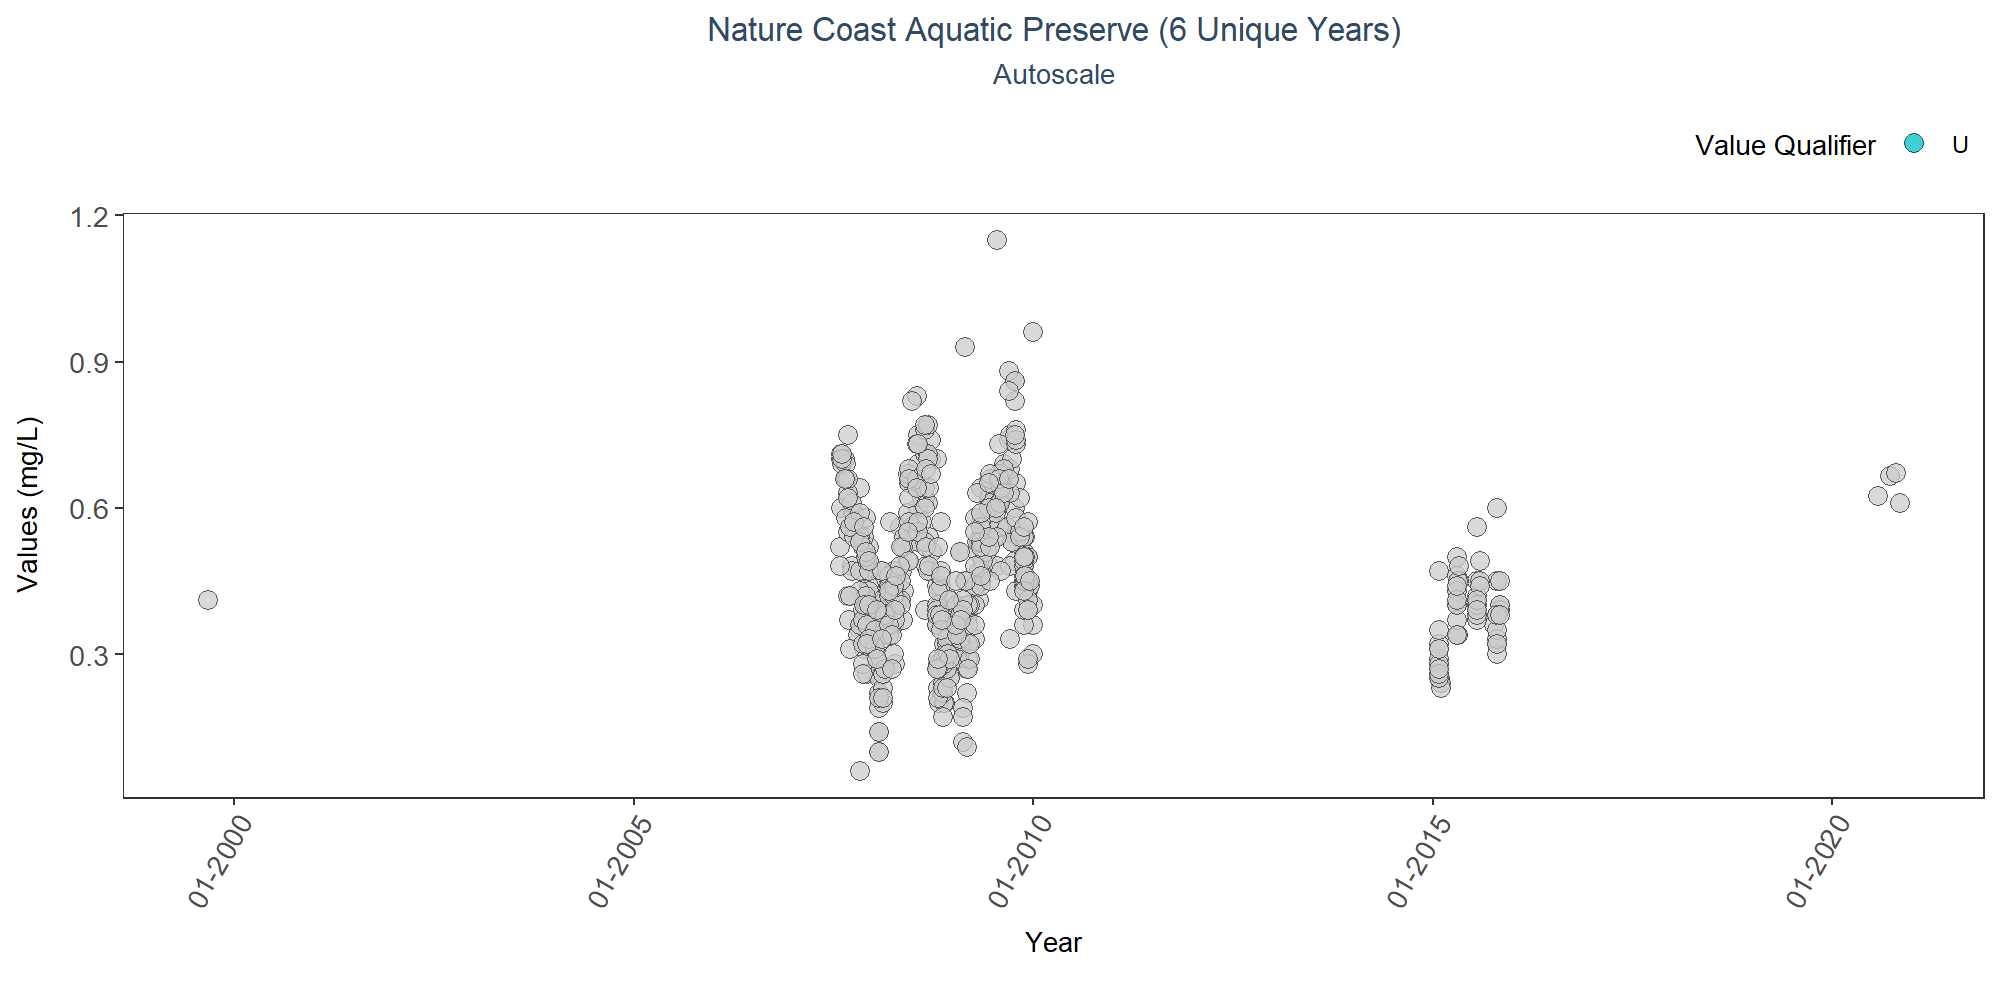 Nature Coast Aquatic Preserve (6 Unique Years)
Autoscale
Value Qualifier U
1.2
0.9
0.6
0.3
Values (mg/L)
01-2000
01-2005
01-2010
01-2015
01-2020
Year